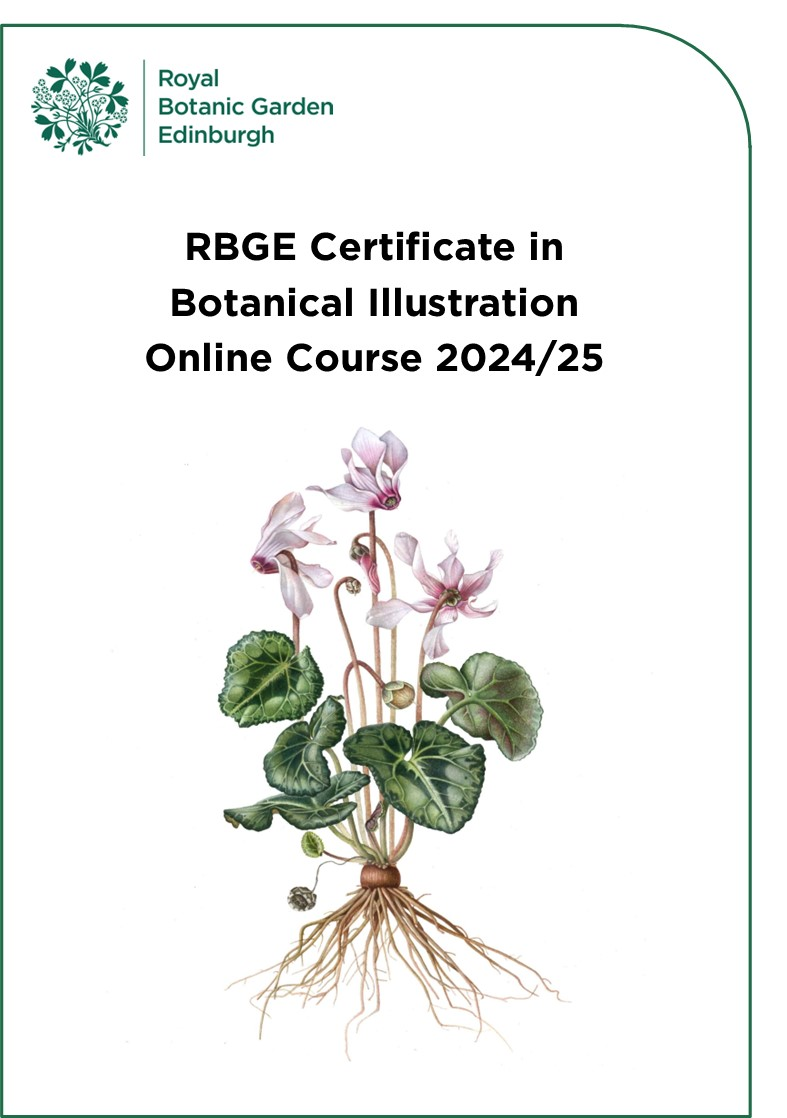 Royal
Botanic Garden
Edinburgh
RBGE Certificate in
Botanical Illustration
Online Course 2024/25